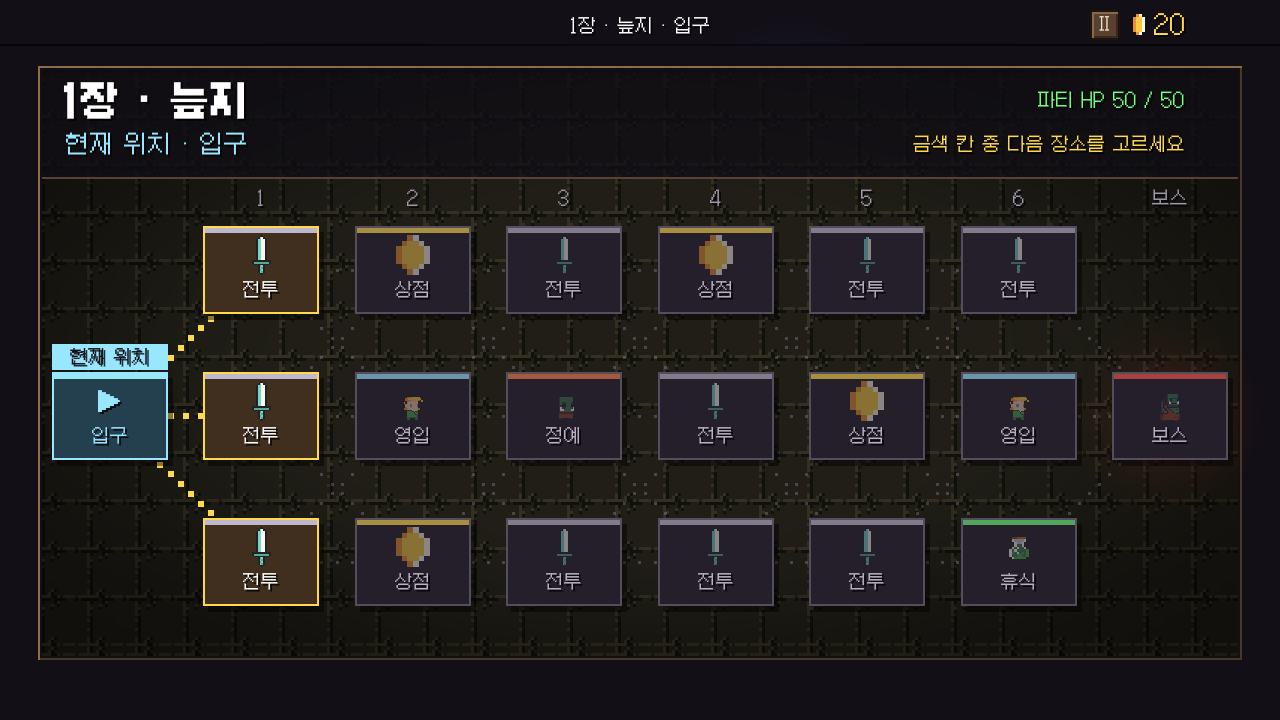 1장 · 늪지 · 입구
II
20
1장 · 늪지
현재 위치 · 입구
파티 HP 50 / 50
금색 칸 중 다음 장소를 고르세요
1 2 3 4 5 6 보스
전투 상점 전투 상점 전투 전투
현재 위치
입구 전투 영입 정예 전투 상점 영입 보스
전투 상점 전투 전투 전투 휴식